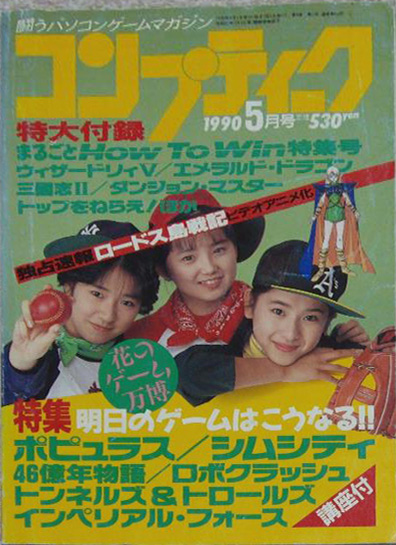 闘うパソコンゲームマガジン
コンプティーク
1990 5月号 530yen
特大付録
まるごとHow To Win特集号
ウィザードリィV/エメラルド・ドラゴン
三國志II/ダンジョン・マスター
トップをねらえ!ほか
独占速報 ロードス島戦記 ビデオアニメ化
花の
ゲーム
万博
特集 明日のゲームはこうなる!!
ポピュラス/シムシティ
46億年物語/ロボクラッシュ
トンネルズ&トロールズ
インペリアル・フォース
講座付